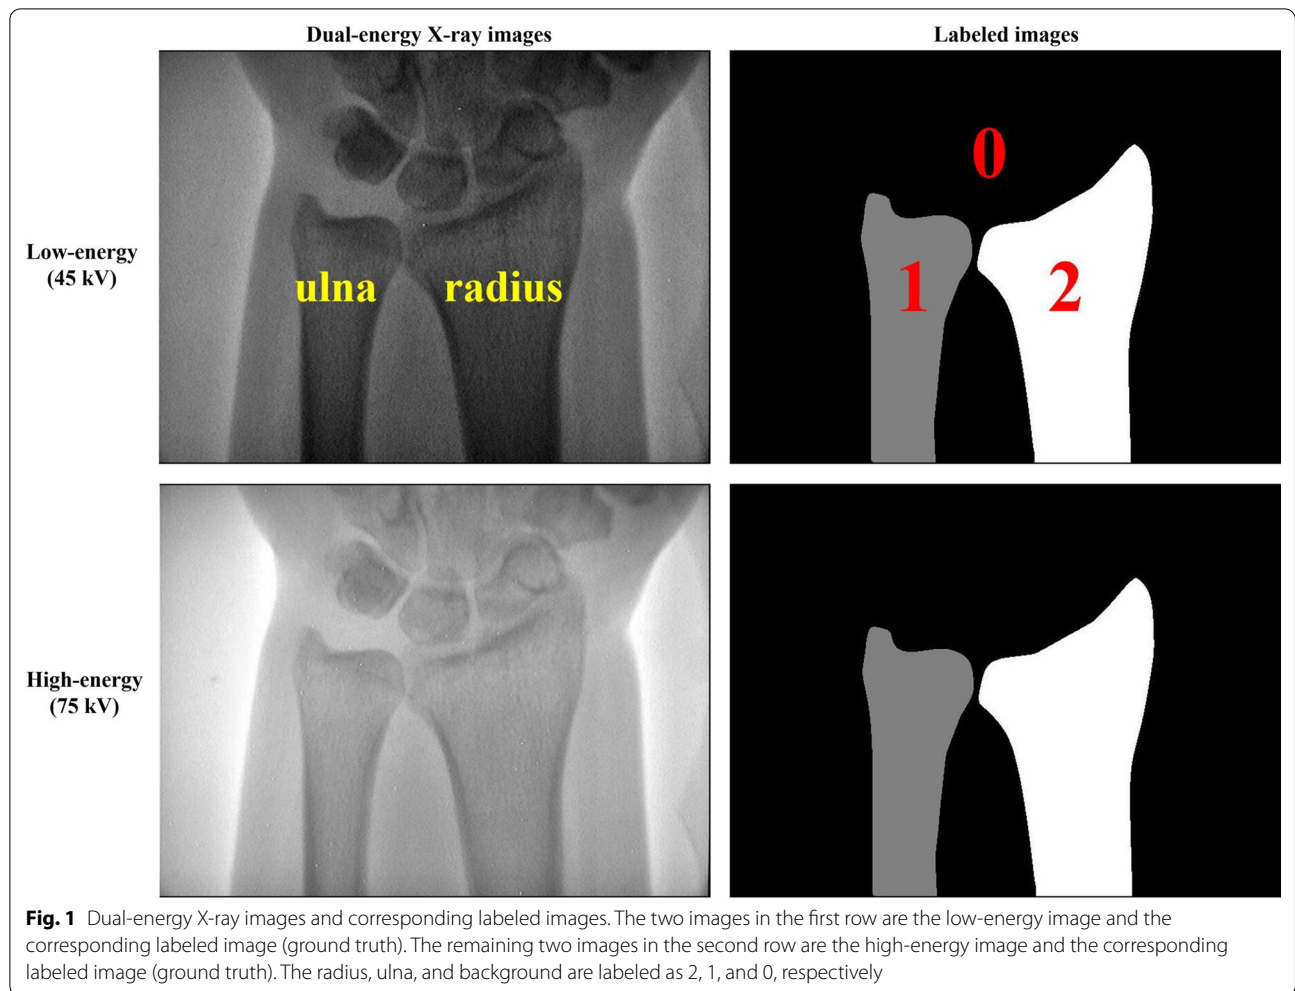 Dual-energy X-ray images
Labeled images
Low-energy
(45 kV)
ulna
radius
0
1
2
High-energy
(75 kV)
Fig. 1 Dual-energy X-ray images and corresponding labeled images. The two images in the first row are the low-energy image and the
corresponding labeled image (ground truth). The remaining two images in the second row are the high-energy image and the corresponding
labeled image (ground truth). The radius, ulna, and background are labeled as 2, 1, and 0, respectively